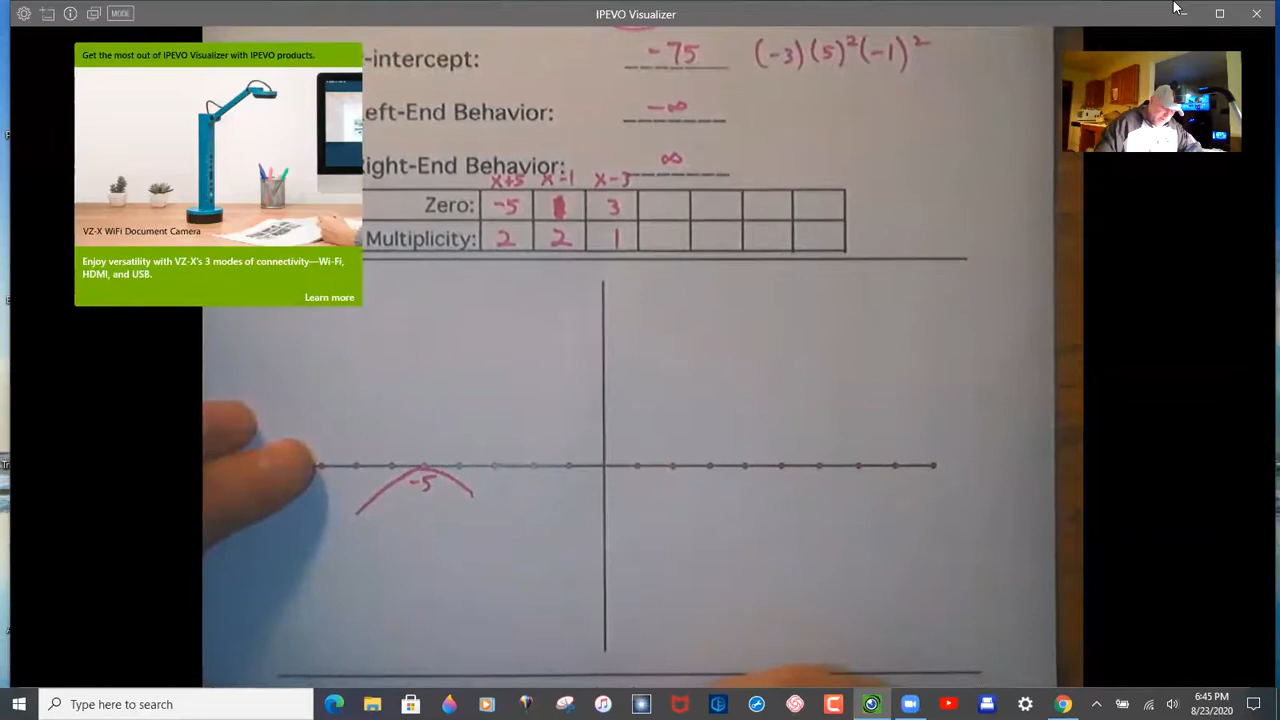 MODE
IPEVO Visualizer
Get the most out of IPEVO Visualizer with IPEVO products.
VZ-X WiFi Document Camera
Enjoy versatility with VZ-X's 3 modes of connectivity—Wi-Fi,
HDMI, and USB.
Learn more
-intercept: -75 (-3)(5)²(-1)²
eft-End Behavior: -∞
ight-End Behavior: ∞
x+5 x-1 x-3
Zero: -5 1 3
Multiplicity: 2 2 1
-5
Type here to search
6:45 PM
8/23/2020